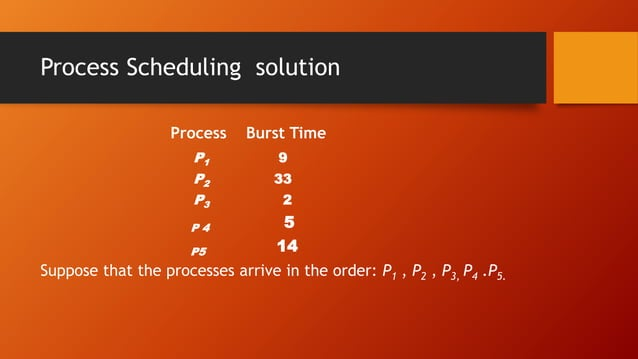 Process Scheduling solution
Process Burst Time
P1 9
P2 33
P3 2
P 4 5
P5 14
Suppose that the processes arrive in the order: P1 , P2 , P3, P4 .P5.